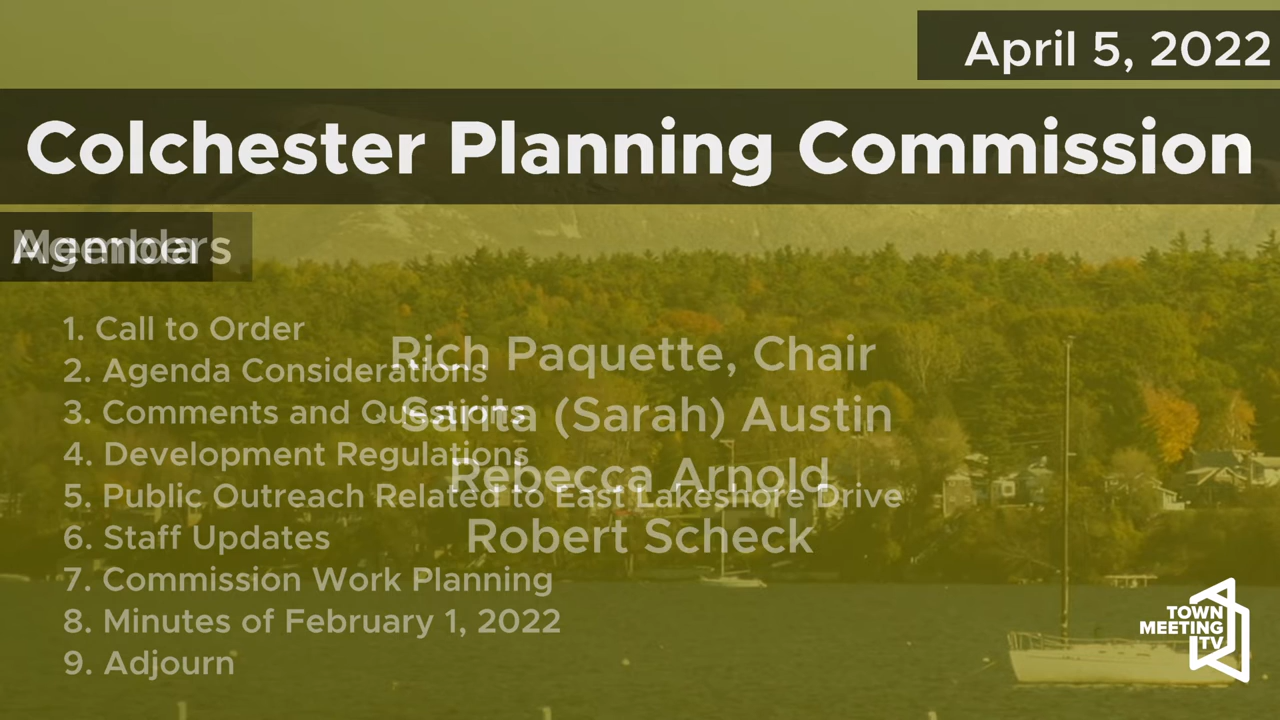 April 5, 2022
Colchester Planning Commission
Members
Agenda
1. Call to Order
2. Agenda Considerations
3. Comments and Questions
4. Development Regulations
5. Public Outreach Related to East Lakeshore Drive
6. Staff Updates
7. Commission Work Planning
8. Minutes of February 1, 2022
9. Adjourn
Rich Paquette, Chair
Sarita (Sarah) Austin
Rebecca Arnold
Robert Scheck
TOWN
MEETING
TV